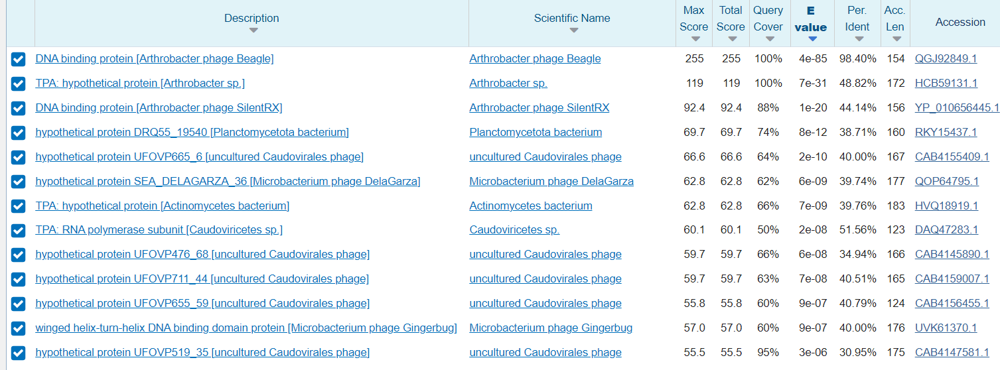 Description Scientific Name Max Score Total Score Query Cover E value Per. Ident Acc. Len Accession
DNA binding protein [Arthrobacter phage Beagle] Arthrobacter phage Beagle 255 255 100% 4e-85 98.40% 154 QGJ92849.1
TPA: hypothetical protein [Arthrobacter sp.] Arthrobacter sp. 119 119 100% 7e-31 48.82% 172 HCB59131.1
DNA binding protein [Arthrobacter phage SilentRX] Arthrobacter phage SilentRX 92.4 92.4 88% 1e-20 44.14% 156 YP_010656445.1
hypothetical protein DRQ55_19540 [Planctomycetota bacterium] Planctomycetota bacterium 69.7 69.7 74% 8e-12 38.71% 160 RKY15437.1
hypothetical protein UFOVP665_6 [uncultured Caudovirales phage] uncultured Caudovirales phage 66.6 66.6 64% 2e-10 40.00% 167 CAB4155409.1
hypothetical protein SEA_DELAGARZA_36 [Microbacterium phage DelaGarza] Microbacterium phage DelaGarza 62.8 62.8 62% 6e-09 39.74% 177 QOP64795.1
TPA: hypothetical protein [Actinomycetes bacterium] Actinomycetes bacterium 62.8 62.8 66% 7e-09 39.76% 183 HVQ18919.1
TPA: RNA polymerase subunit [Caudoviricetes sp.] Caudoviricetes sp. 60.1 60.1 50% 2e-08 51.56% 123 DAQ47283.1
hypothetical protein UFOVP476_68 [uncultured Caudovirales phage] uncultured Caudovirales phage 59.7 59.7 66% 6e-08 34.94% 166 CAB4145890.1
hypothetical protein UFOVP711_44 [uncultured Caudovirales phage] uncultured Caudovirales phage 59.7 59.7 63% 7e-08 40.51% 165 CAB4159007.1
hypothetical protein UFOVP655_59 [uncultured Caudovirales phage] uncultured Caudovirales phage 55.8 55.8 60% 9e-07 40.79% 124 CAB4156455.1
winged helix-turn-helix DNA binding domain protein [Microbacterium phage Gingerbug] Microbacterium phage Gingerbug 57.0 57.0 60% 9e-07 40.00% 176 UVK61370.1
hypothetical protein UFOVP519_35 [uncultured Caudovirales phage] uncultured Caudovirales phage 55.5 55.5 95% 3e-06 30.95% 175 CAB4147581.1